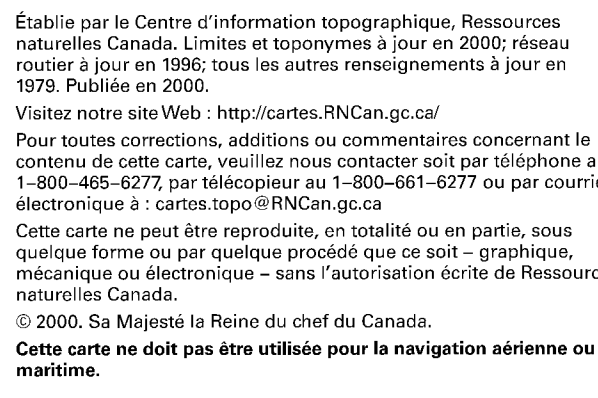 Établie par le Centre d'information topographique, Ressources
naturelles Canada. Limites et toponymes à jour en 2000; réseau
routier à jour en 1996; tous les autres renseignements à jour en
1979. Publiée en 2000.
Visitez notre site Web : http://cartes.RNCan.gc.ca/
Pour toutes corrections, additions ou commentaires concernant le
contenu de cette carte, veuillez nous contacter soit par téléphone a
1–800–465–6277, par télécopieur au 1–800–661–6277 ou par courrie
électronique à : cartes.topo@RNCan.gc.ca
Cette carte ne peut être reproduite, en totalité ou en partie, sous
quelque forme ou par quelque procédé que ce soit – graphique,
mécanique ou électronique – sans l'autorisation écrite de Ressourc
naturelles Canada.
© 2000. Sa Majesté la Reine du chef du Canada.
Cette carte ne doit pas être utilisée pour la navigation aérienne ou
maritime.